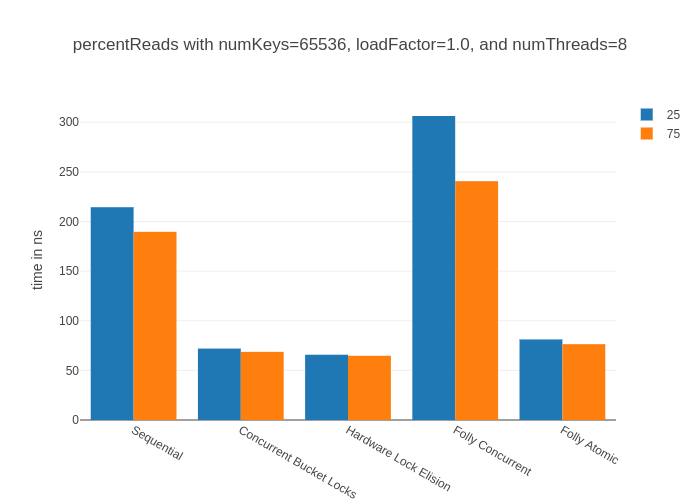 percentReads with numKeys=65536, loadFactor=1.0, and numThreads=8
25
75
time in ns
300
250
200
150
100
50
0
Sequential
Concurrent Bucket Locks
Hardware Lock Elision
Folly Concurrent
Folly Atomic